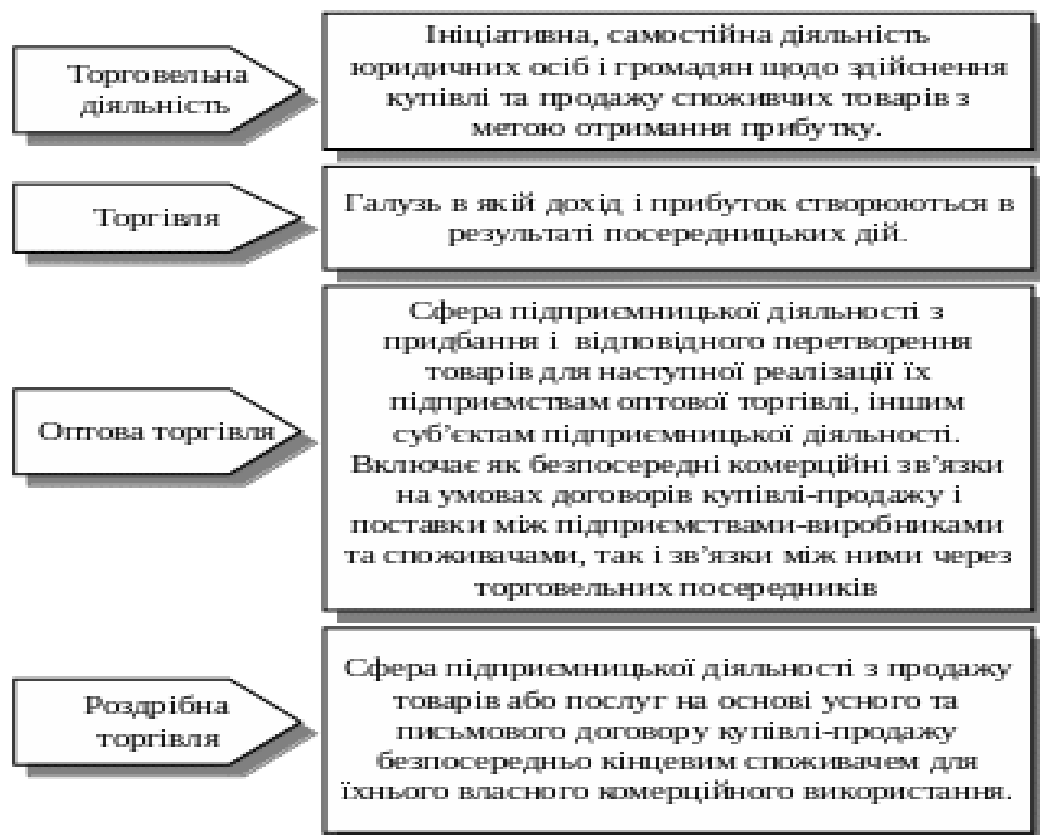 Торговельна
діяльність
Ініціативна, самостійна діяльність
юридичних осіб і громадян щодо здійснення
купівлі та продажу споживчих товарів з
метою отримання прибутку.
Торгівля
Галузь в якій дохід і прибуток створюються в
результаті посередницьких дій.
Оптова торгівля
Сфера підприємницької діяльності з
придбання і відповідного перетворення
товарів для наступної реалізації їх
підприємствам оптової торгівлі, іншим
суб’єктам підприємницької діяльності.
Включає як безпосередні комерційні зв’язки
на умовах договорів купівлі-продажу і
поставки між підприємствами-виробниками
та споживачами, так і зв’язки між ними через
торговельних посередників
Роздрібна
торгівля
Сфера підприємницької діяльності з продажу
товарів або послуг на основі усного та
письмового договору купівлі-продажу
безпосередньо кінцевим споживачем для
їхнього власного комерційного використання.